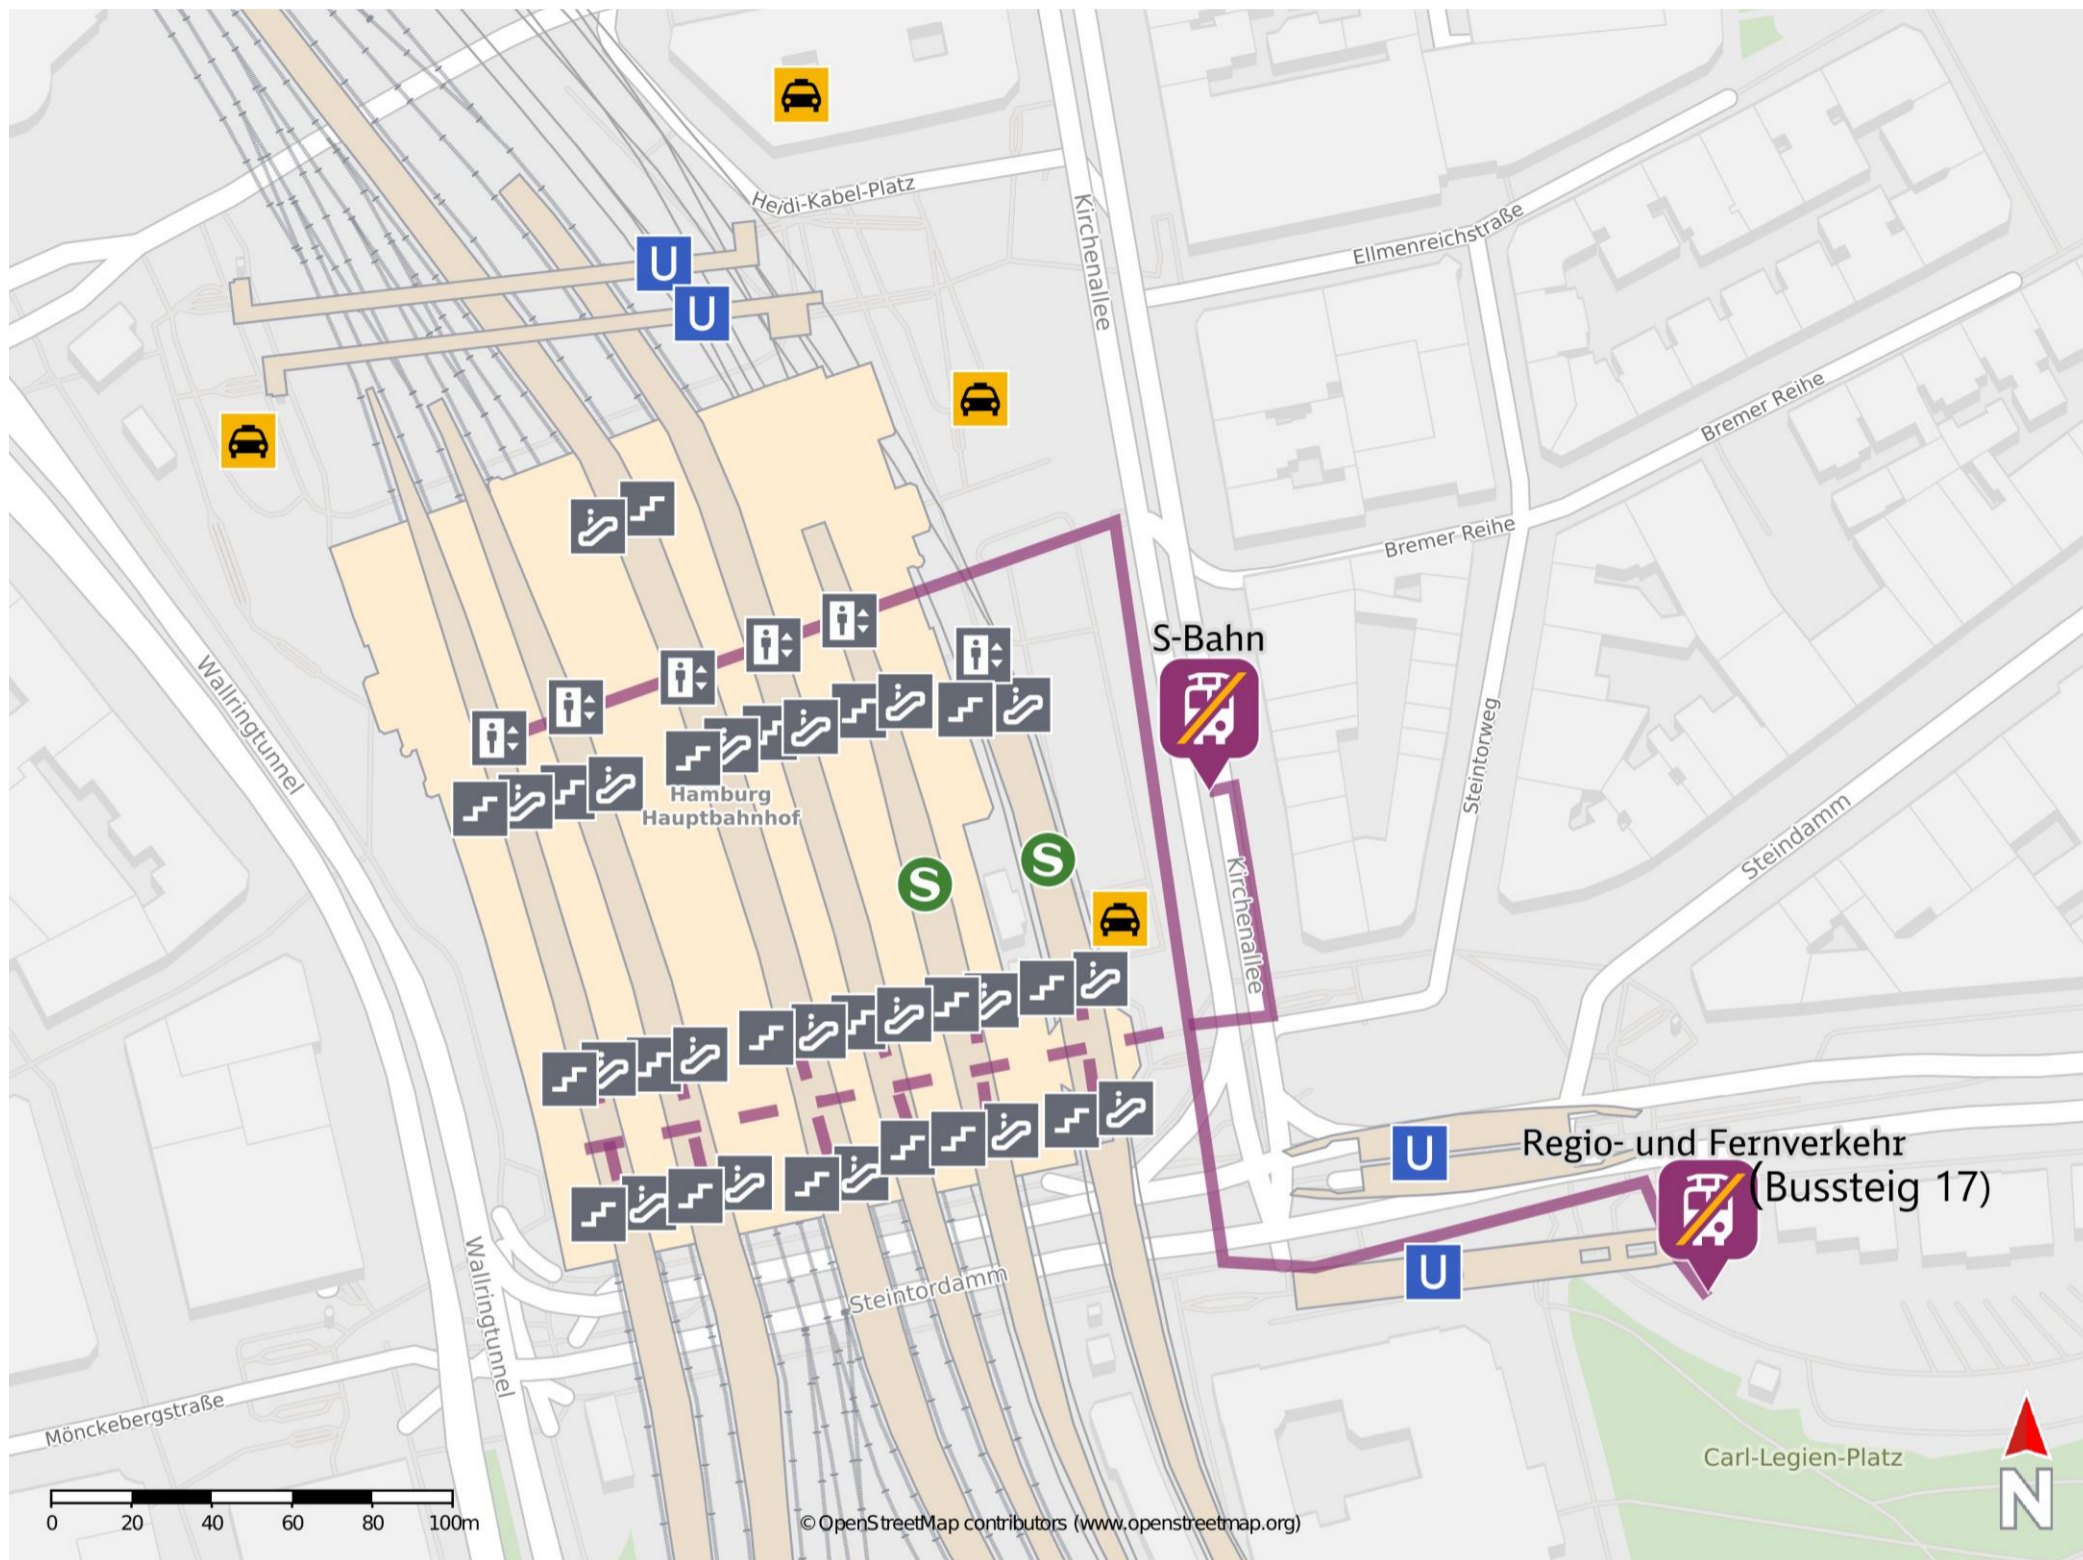 Heidi-Kabel-Platz
Kirchenallee
Ellmenreichstraße
U
U
Bremer Reihe
Bremer Reihe
S-Bahn
Wallringtunnel
Steintorweg
Hamburg
Hauptbahnhof
Steindamm
S
S
Kirchenallee
U
Regio- und Fernverkehr
(Bussteig 17)
U
Wallringtunnel
Steintordamm
Mönckebergstraße
Carl-Legien-Platz
N
0 20 40 60 80 100m
© OpenStreetMap contributors (www.openstreetmap.org)